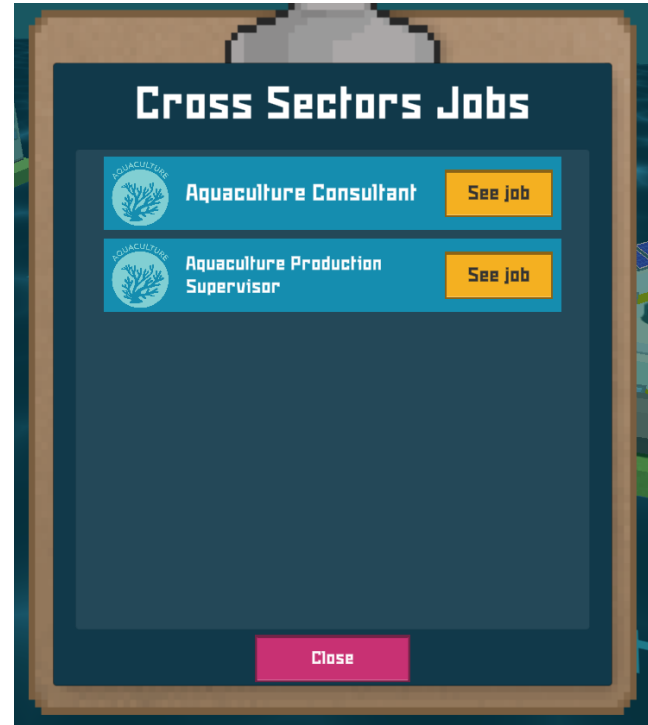 Cross Sectors Jobs
AQUACULTURE
Aquaculture Consultant
See job
AQUACULTURE
Aquaculture Production
Supervisor
See job
Close